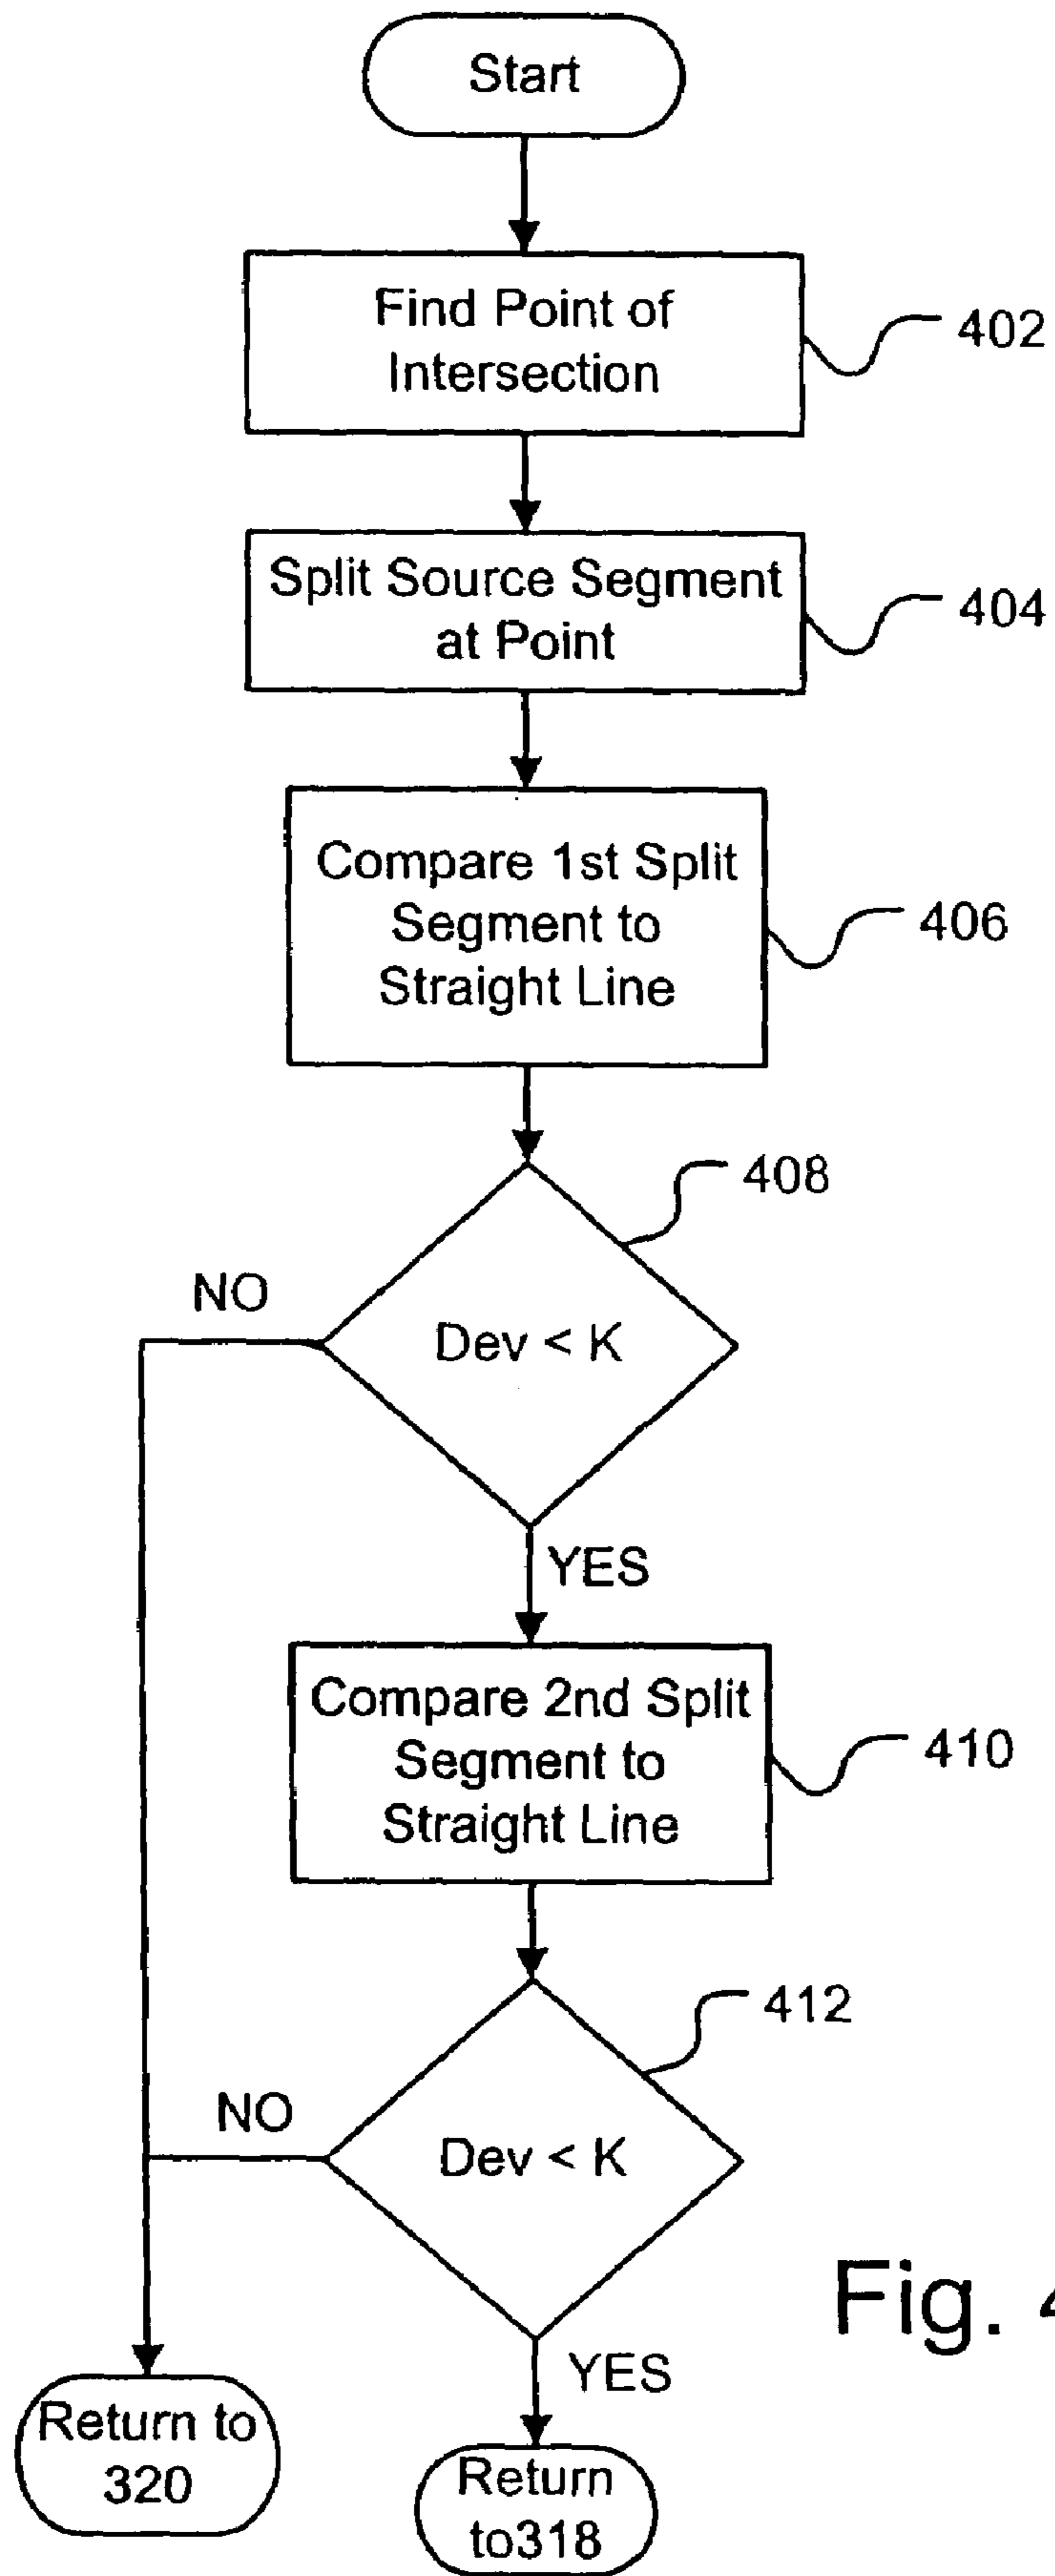 Start
Find Point of
Intersection
402
Split Source Segment
at Point
404
Compare 1st Split
Segment to
Straight Line
406
408
NO
Dev < K
YES
Compare 2nd Split
Segment to
Straight Line
410
412
NO
Dev < K
Fig. 4
YES
Return to
320
Return
to318